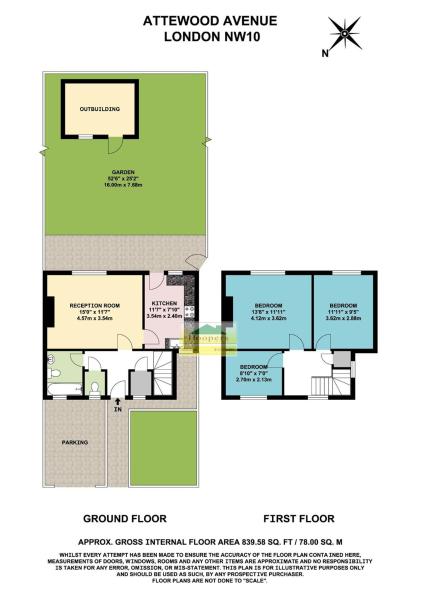 ATTEWOOD AVENUE
LONDON NW10
N
OUTBUILDING
GARDEN
52'6" x 25'2"
16.00m x 7.68m
RECEPTION ROOM
15'0" x 11'7"
4.57m x 3.54m
KITCHEN
11'7" x 7'10"
3.54m x 2.40m
Hoopers
BEDROOM
13'6" x 11'11"
4.12m x 3.62m
BEDROOM
11'11" x 9'5"
3.62m x 2.88m
BEDROOM
8'10" x 7'0"
2.70m x 2.13m
IN
PARKING
GROUND FLOOR
FIRST FLOOR
APPROX. GROSS INTERNAL FLOOR AREA 839.58 SQ. FT / 78.00 SQ. M
WHILST EVERY ATTEMPT HAS BEEN MADE TO ENSURE THE ACCURACY OF THE FLOOR PLAN CONTAINED HERE,
MEASUREMENTS OF DOORS, WINDOWS, ROOMS AND ANY OTHER ITEMS ARE APPROXIMATE AND NO RESPONSIBILITY
IS TAKEN FOR ANY ERROR, OMISSION, OR MIS-STATEMENT. THIS PLAN IS FOR ILLUSTRATIVE PURPOSES ONLY
AND SHOULD BE USED AS SUCH, BY ANY PROSPECTIVE PURCHASER.
FLOOR PLANS ARE NOT DONE TO "SCALE".